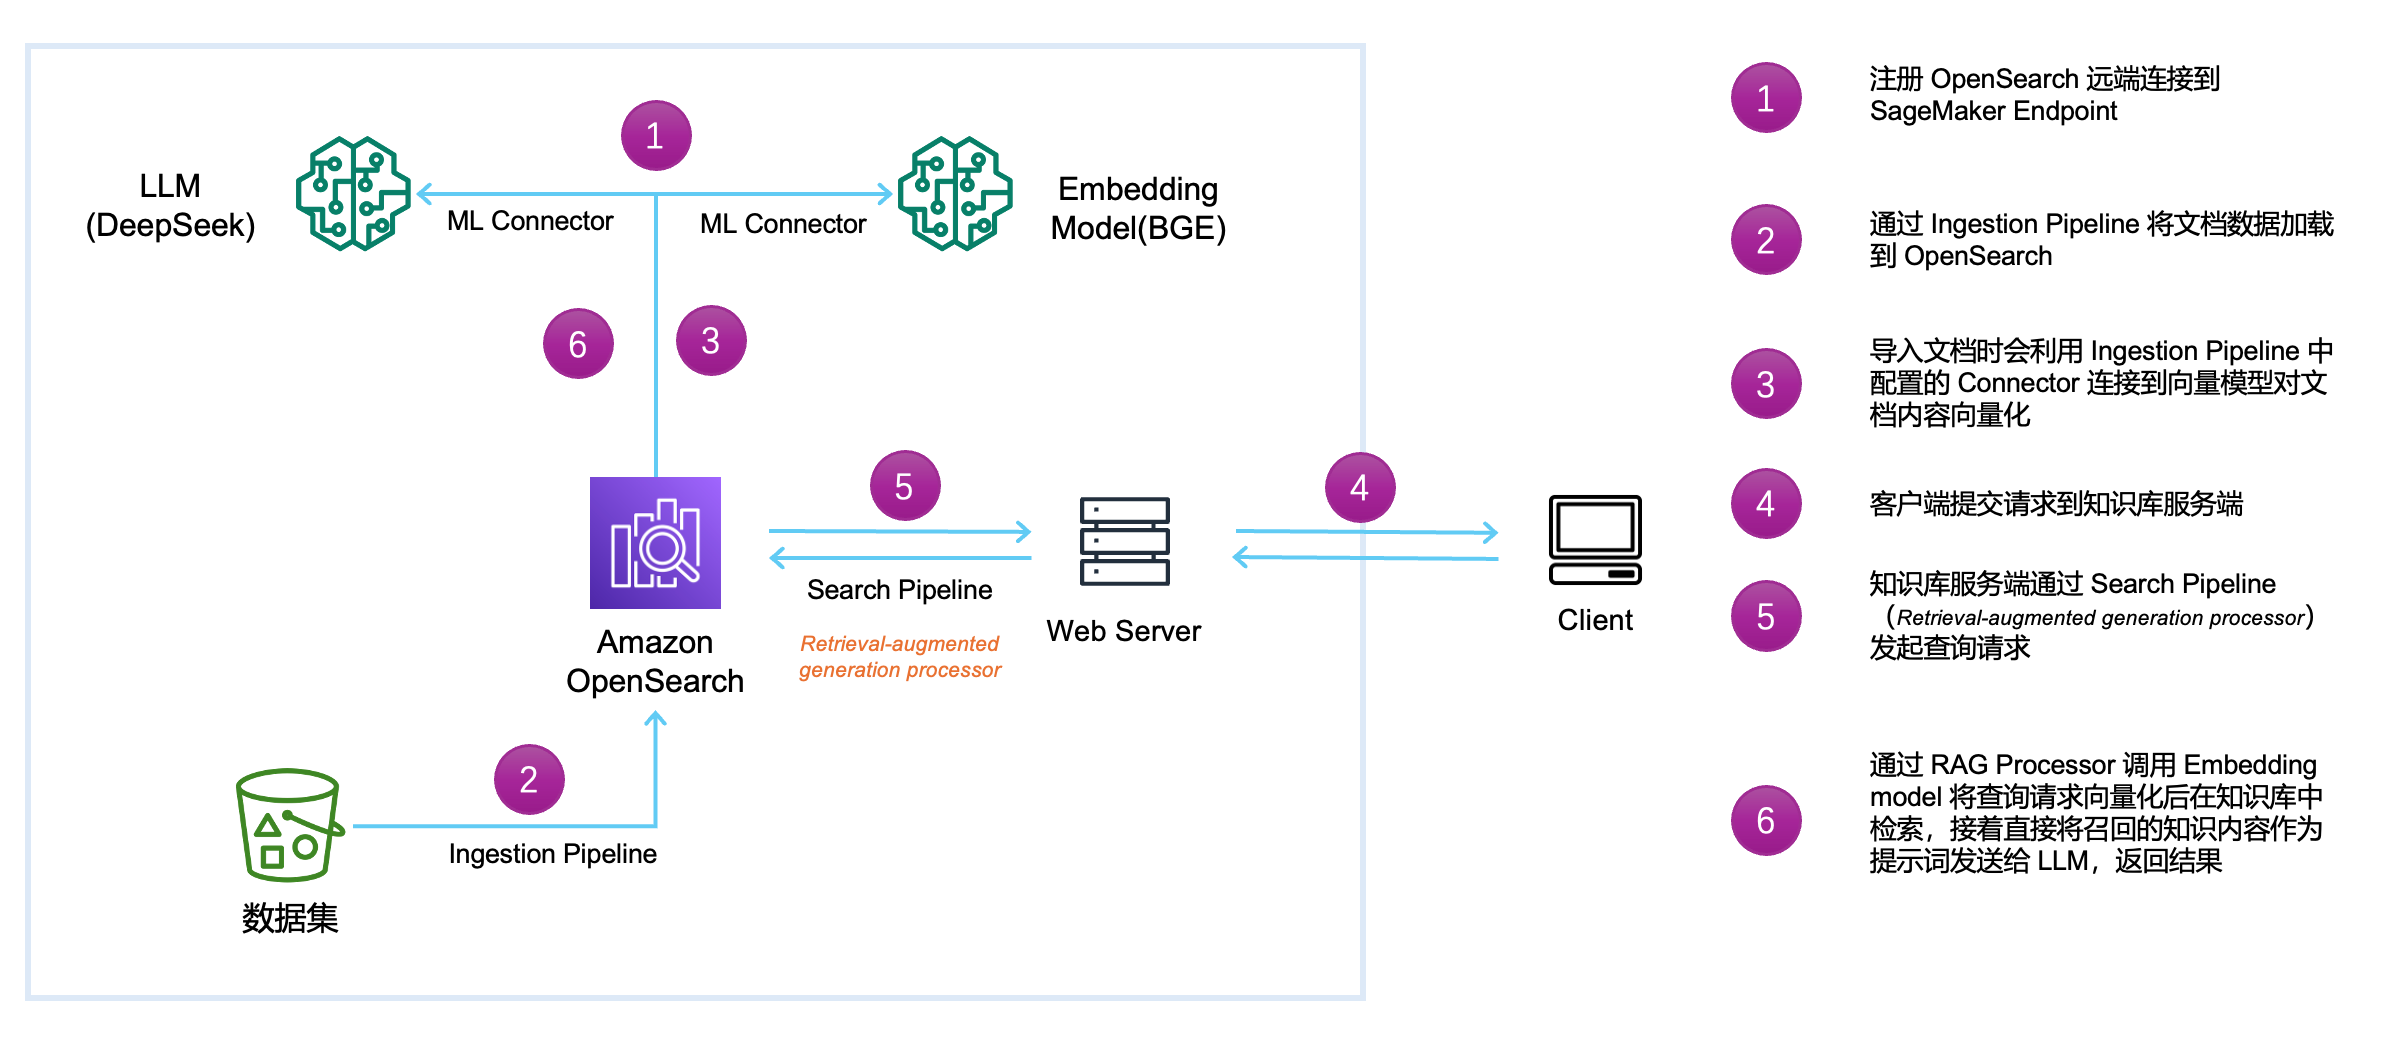 1
LLM
(DeepSeek)
ML Connector
ML Connector
Embedding
Model(BGE)
6
3
5
4
Search Pipeline
Retrieval-augmented
generation processor
Web Server
Client
Amazon
OpenSearch
2
Ingestion Pipeline
数据集
1
注册 OpenSearch 远端连接到
SageMaker Endpoint
2
通过 Ingestion Pipeline 将文档数据加载
到 OpenSearch
3
导入文档时会利用 Ingestion Pipeline 中
配置的 Connector 连接到向量模型对文
档内容向量化
4
客户端提交请求到知识库服务端
5
知识库服务端通过 Search Pipeline
（Retrieval-augmented generation processor）
发起查询请求
6
通过 RAG Processor 调用 Embedding
model 将查询请求向量化后在知识库中
检索，接着直接将召回的知识内容作为
提示词发送给 LLM，返回结果